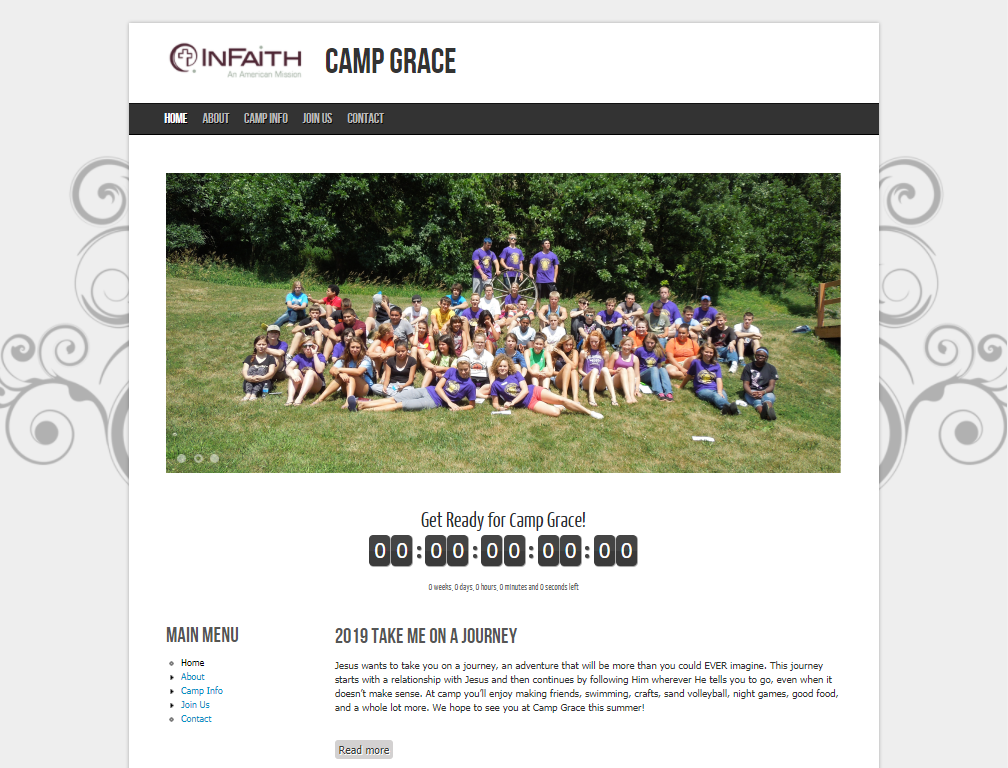 INFAITH
An American Mission
CAMP GRACE
HOME ABOUT CAMP INFO JOIN US CONTACT
Get Ready for Camp Grace!
00:00:00:00:00
0 weeks, 0 days, 0 hours, 0 minutes and 0 seconds left
MAIN MENU
Home
About
Camp Info
Join Us
Contact
2019 TAKE ME ON A JOURNEY
Jesus wants to take you on a journey, an adventure that will be more than you could EVER imagine. This journey
starts with a relationship with Jesus and then continues by following Him wherever He tells you to go, even when it
doesn't make sense. At camp you'll enjoy making friends, swimming, crafts, sand volleyball, night games, good food,
and a whole lot more. We hope to see you at Camp Grace this summer!
Read more